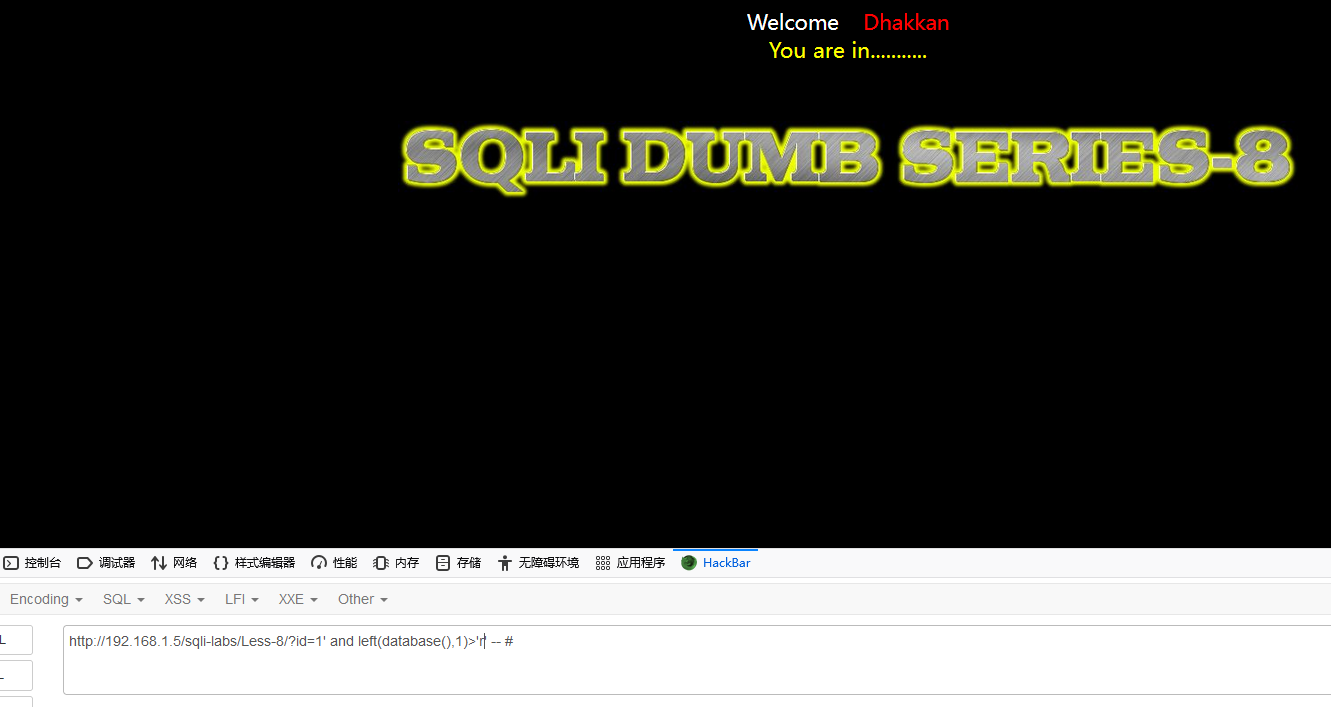 Welcome Dhakkan
You are in...........
SQLI DUMB SERIES-8
控制台 调试器 网络 样式编辑器 性能 内存 存储 无障碍环境 应用程序 HackBar
Encoding SQL XSS LFI XXE Other
L
http://192.168.1.5/sqli-labs/Less-8/?id=1' and left(database(),1)>'r' -- #